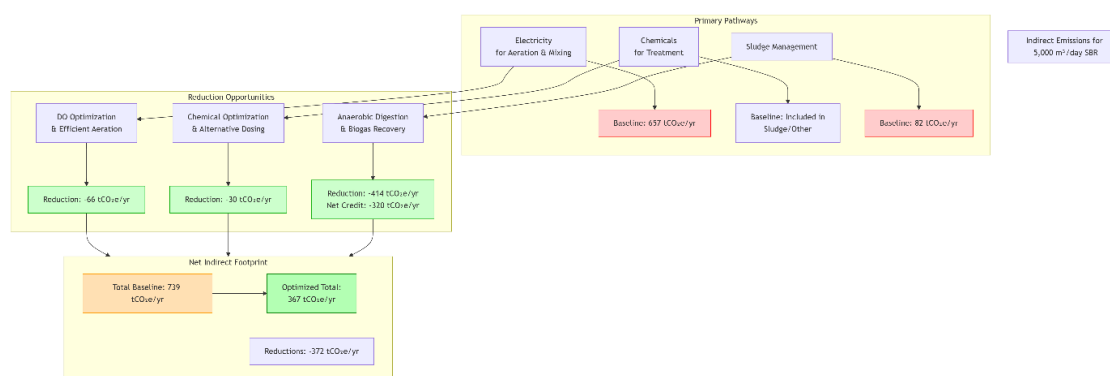 Primary Pathways
Electricity
for Aeration & Mixing
Chemicals
for Treatment
Sludge Management
Indirect Emissions for
5,000 m³/day SBR
Baseline: 657 tCO₂e/yr
Baseline: Included in
Sludge/Other
Baseline: 82 tCO₂e/yr
Reduction Opportunities
DO Optimization
& Efficient Aeration
Chemical Optimization
& Alternative Dosing
Anaerobic Digestion
& Biogas Recovery
Reduction: -66 tCO₂e/yr
Reduction: -30 tCO₂e/yr
Reduction: -414 tCO₂e/yr
Net Credit: -320 tCO₂e/yr
Net Indirect Footprint
Total Baseline: 739
tCO₂e/yr
Optimized Total:
367 tCO₂e/yr
Reductions: -372 tCO₂e/yr